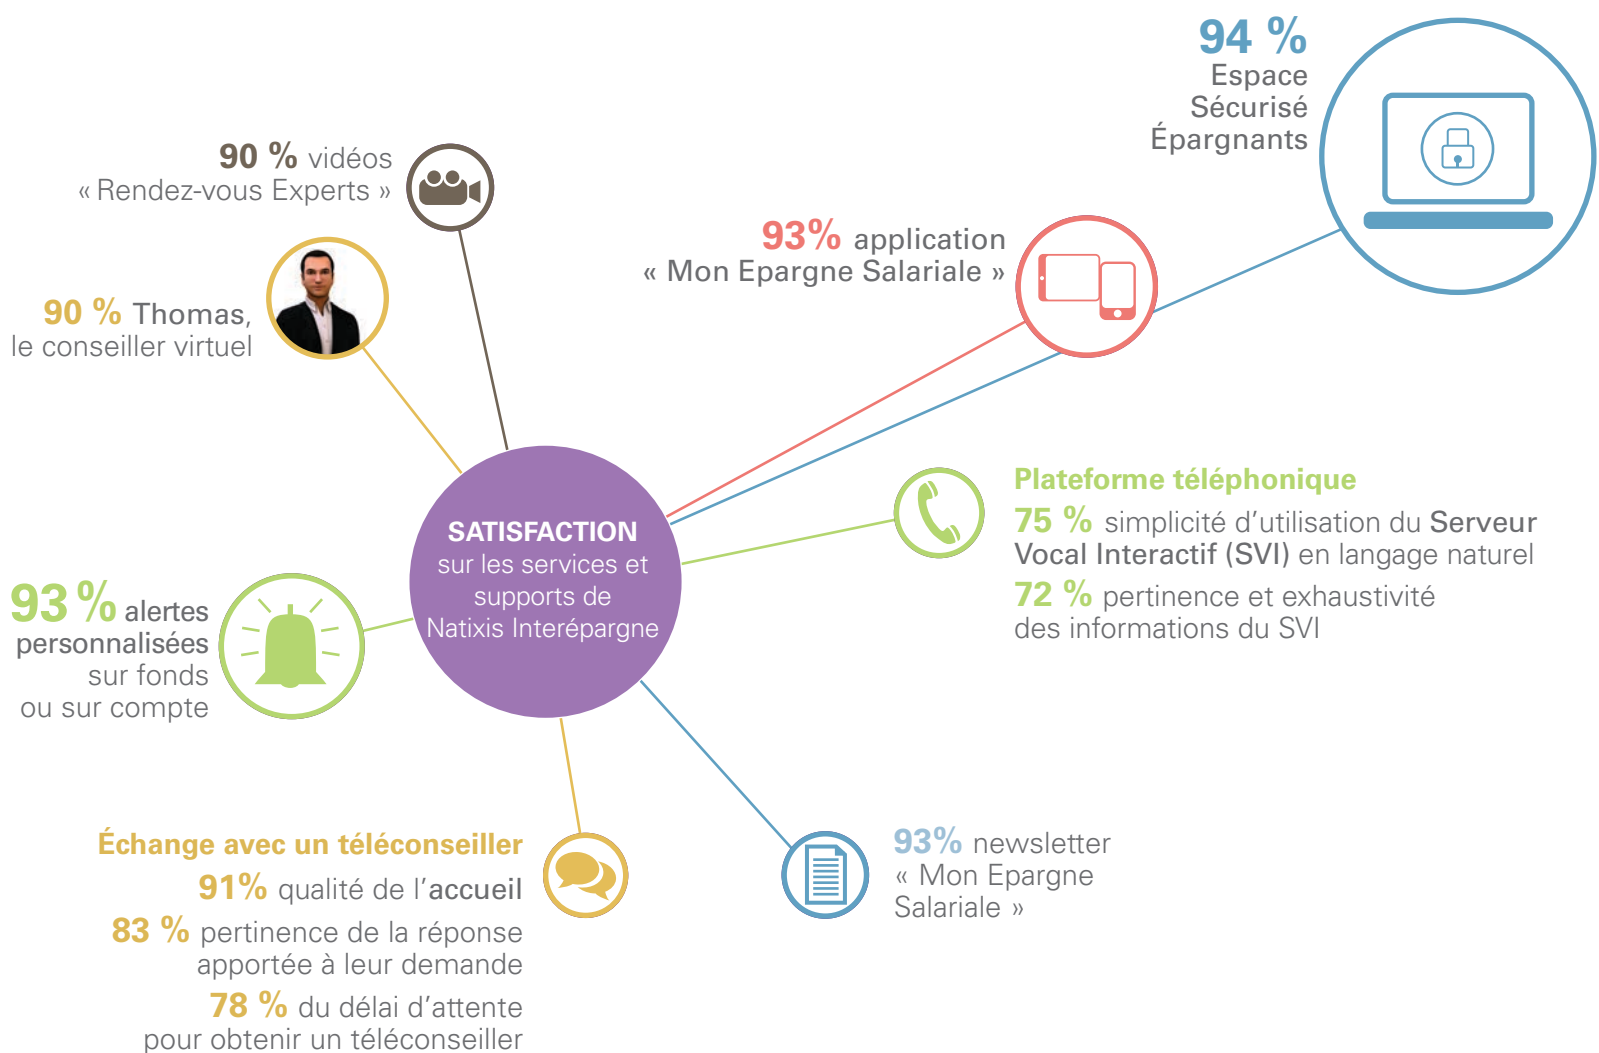 94 %
Espace
Sécurisé
Épargnants
90 % vidéos
« Rendez-vous Experts »
93% application
« Mon Epargne Salariale »
90 % Thomas,
le conseiller virtuel
SATISFACTION
sur les services et
supports de
Natixis Interépargne
Plateforme téléphonique
75 % simplicité d’utilisation du Serveur
Vocal Interactif (SVI) en langage naturel
72 % pertinence et exhaustivité
des informations du SVI
93 % alertes
personnalisées
sur fonds
ou sur compte
Échange avec un téléconseiller
91% qualité de l’accueil
83 % pertinence de la réponse
apportée à leur demande
78 % du délai d’attente
pour obtenir un téléconseiller
93% newsletter
« Mon Epargne
Salariale »